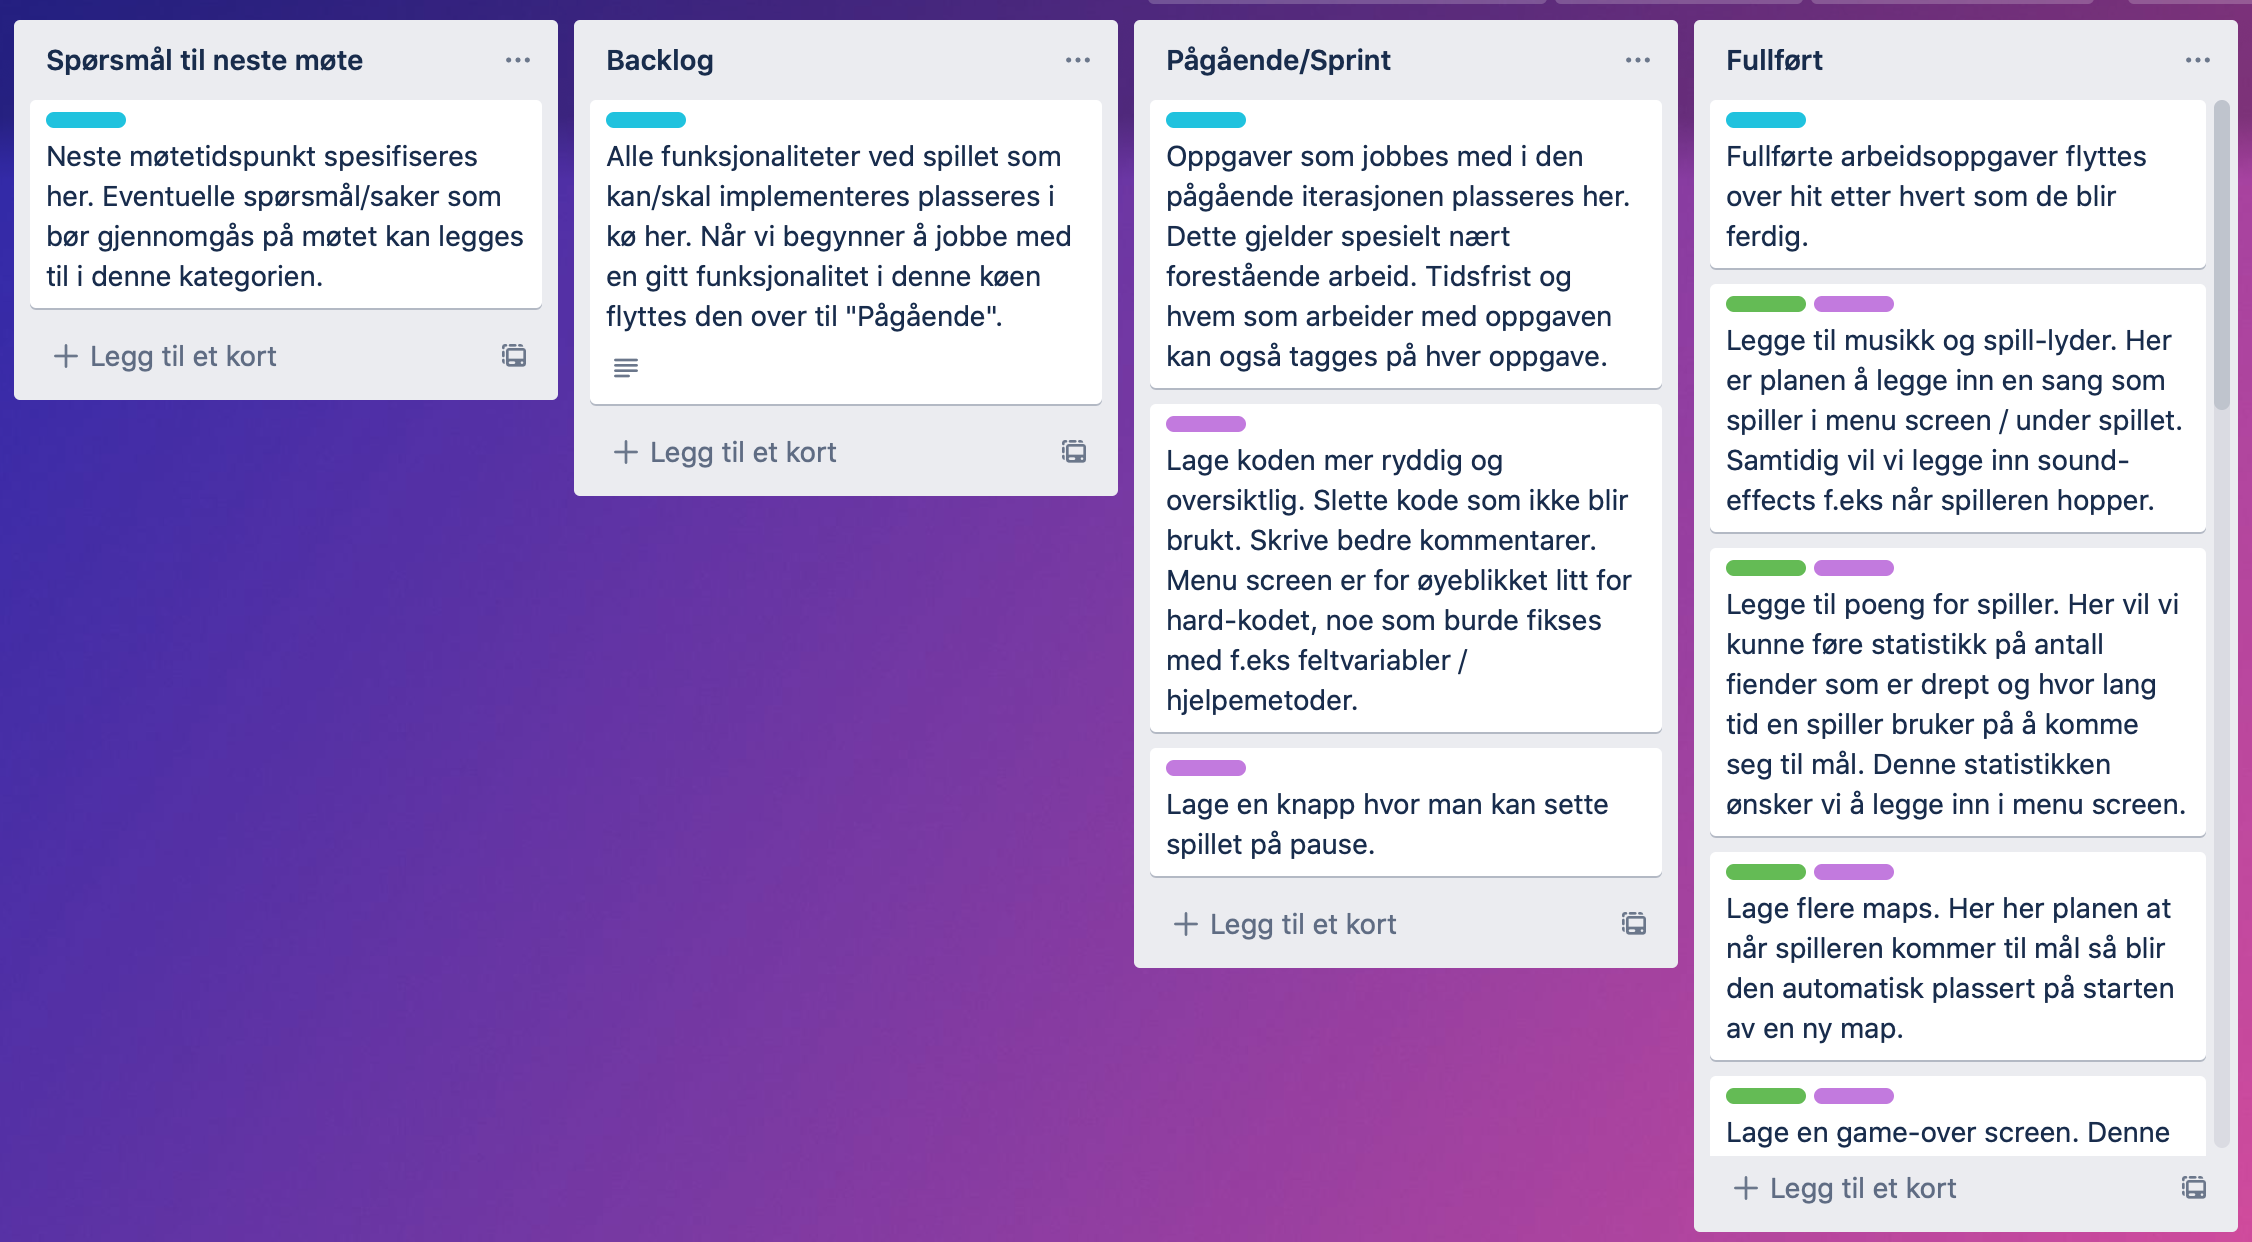 Spørsmål til neste møte
Neste møtetidspunkt spesifiseres
her. Eventuelle spørsmål/saker som
bør gjennomgås på møtet kan legges
til i denne kategorien.
Legg til et kort
Backlog
Alle funksjonaliteter ved spillet som
kan/skal implementeres plasseres i
kø her. Når vi begynner å jobbe med
en gitt funksjonalitet i denne køen
flyttes den over til "Pågående".
Legg til et kort
Pågående/Sprint
Oppgaver som jobbes med i den
pågående iterasjonen plasseres her.
Dette gjelder spesielt nært
forestående arbeid. Tidsfrist og
hvem som arbeider med oppgaven
kan også tagges på hver oppgave.
Lage koden mer ryddig og
oversiktlig. Slette kode som ikke blir
brukt. Skrive bedre kommentarer.
Menu screen er for øyeblikket litt for
hard-kodet, noe som burde fikses
med f.eks feltvariabler /
hjelpemetoder.
Lage en knapp hvor man kan sette
spillet på pause.
Legg til et kort
Fullført
Fullførte arbeidsoppgaver flyttes
over hit etter hvert som de blir
ferdig.
Legge til musikk og spill-lyder. Her
er planen å legge inn en sang som
spiller i menu screen / under spillet.
Samtidig vil vi legge inn sound-
effects f.eks når spilleren hopper.
Legge til poeng for spiller. Her vil vi
kunne føre statistikk på antall
fiender som er drept og hvor lang
tid en spiller bruker på å komme
seg til mål. Denne statistikken
ønsker vi å legge inn i menu screen.
Lage flere maps. Her her planen at
når spilleren kommer til mål så blir
den automatisk plassert på starten
av en ny map.
Lage en game-over screen. Denne
Legg til et kort